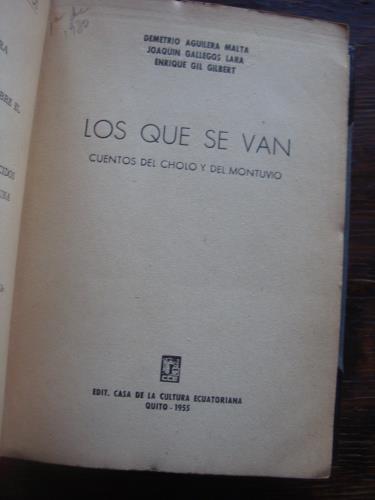 DEMETRIO AGUILERA MALTA
JOAQUIN GALLEGOS LARA
ENRIQUE GIL GILBERT
LOS QUE SE VAN
CUENTOS DEL CHOLO Y DEL MONTUVIO
EDIT. CASA DE LA CULTURA ECUATORIANA
QUITO - 1955